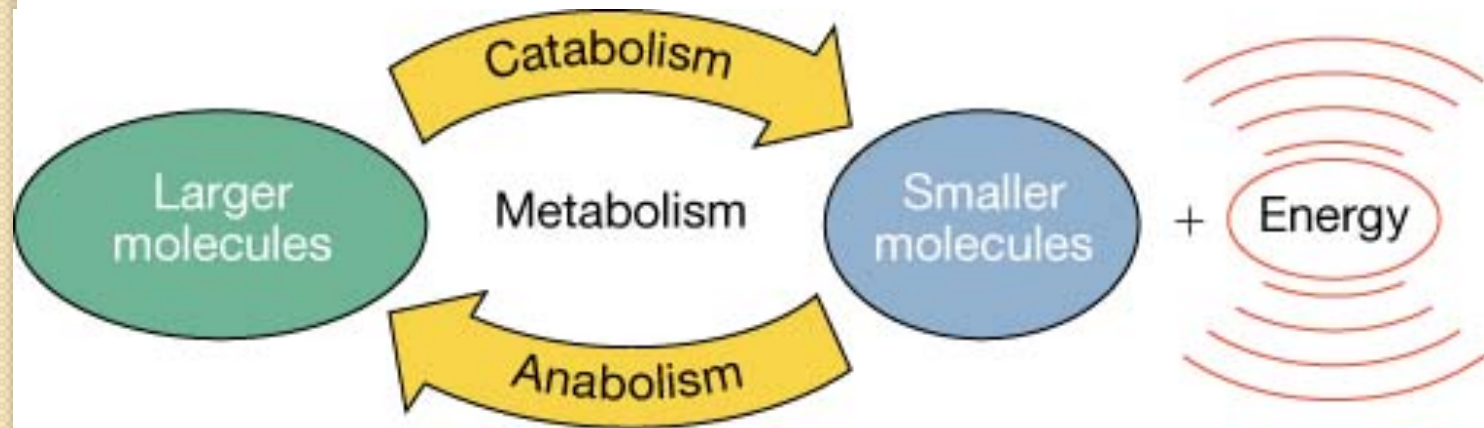 Catabolism
Larger
molecules
Metabolism
Smaller
molecules
+
Energy
Anabolism